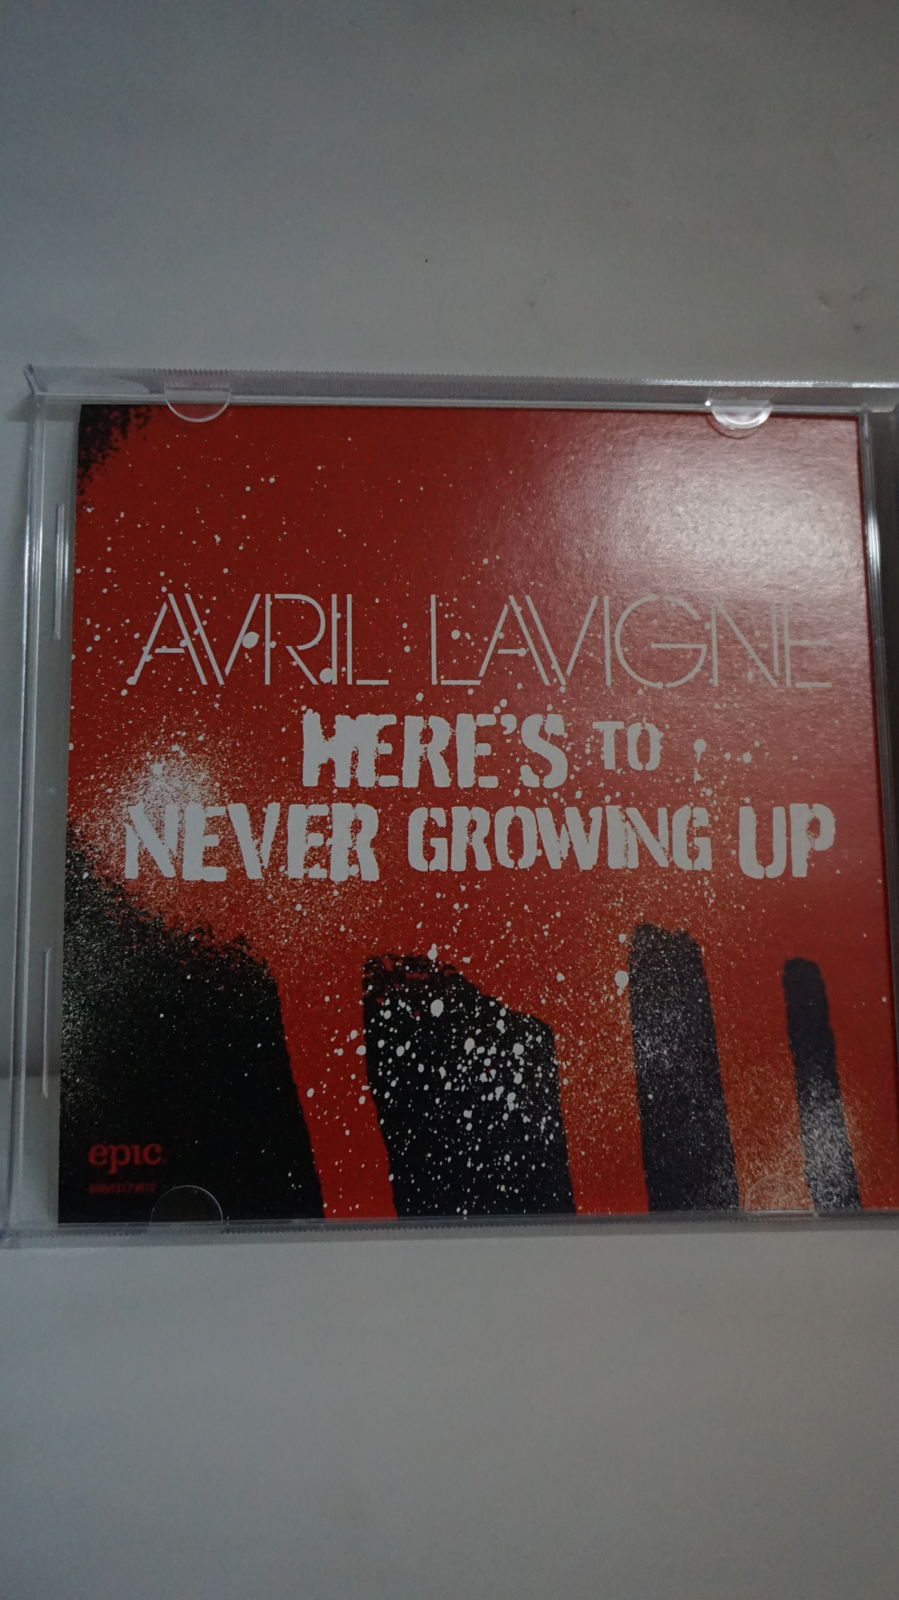 AVRIL LAVIGNE
HERE'S TO
NEVER GROWING UP
epic